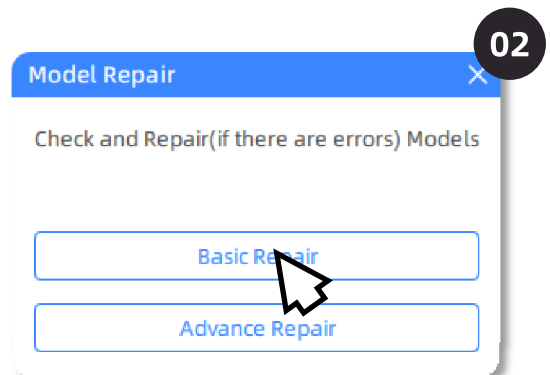 02
Model Repair
Check and Repair(if there are errors) Models
Basic Repair
Advance Repair